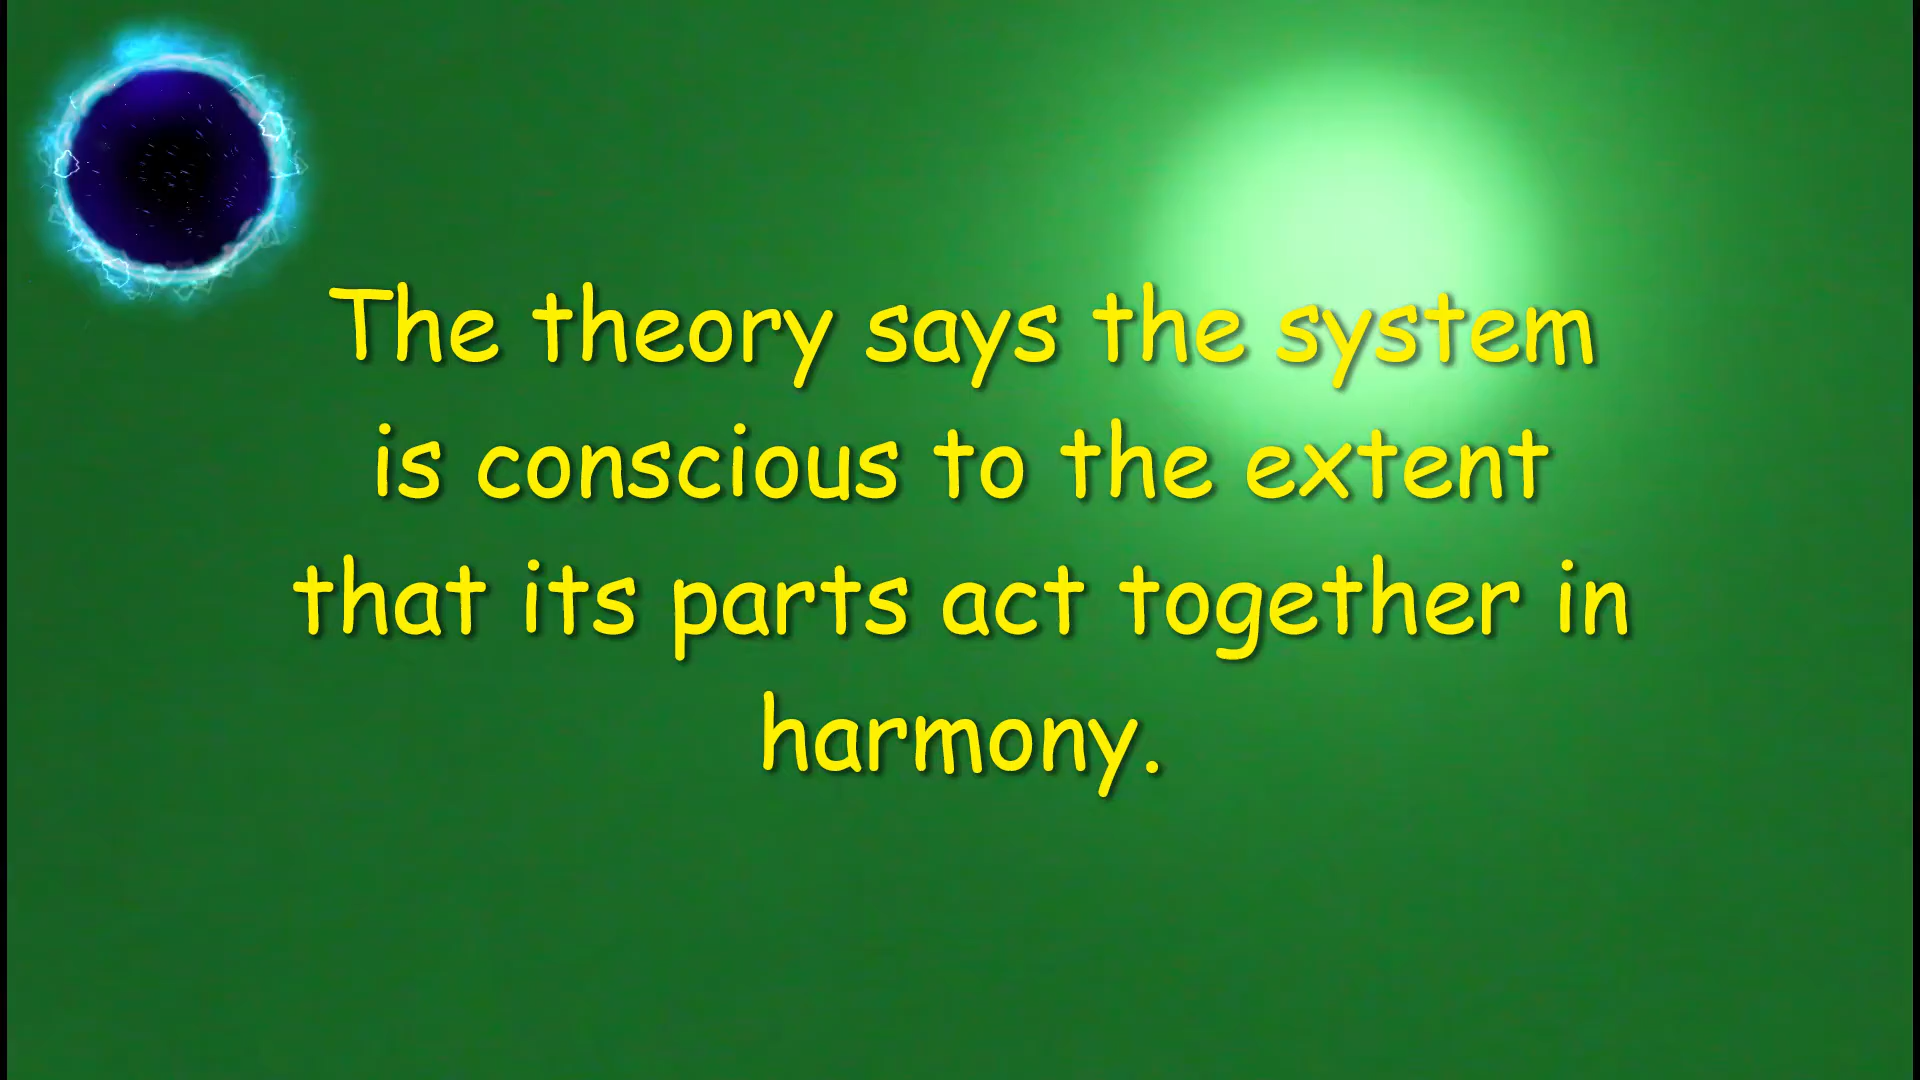 The theory says the system
is conscious to the extent
that its parts act together in
harmony.